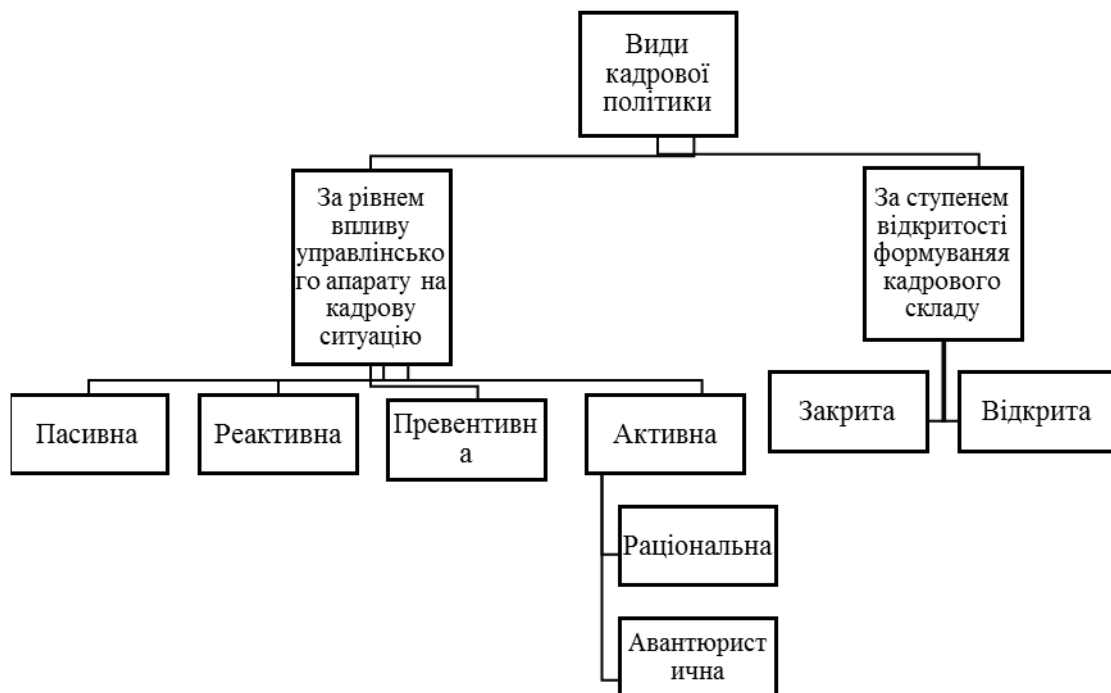 Види
кадрової
політики
За рівнем
впливу
управлінсько
го апарату на
кадрову
ситуацію
За ступенем
відкритості
формуваняя
кадрового
складу
Пасивна
Реактивна
Превентивн
а
Активна
Закрита
Відкрита
Раціональна
Авантюрист
ична